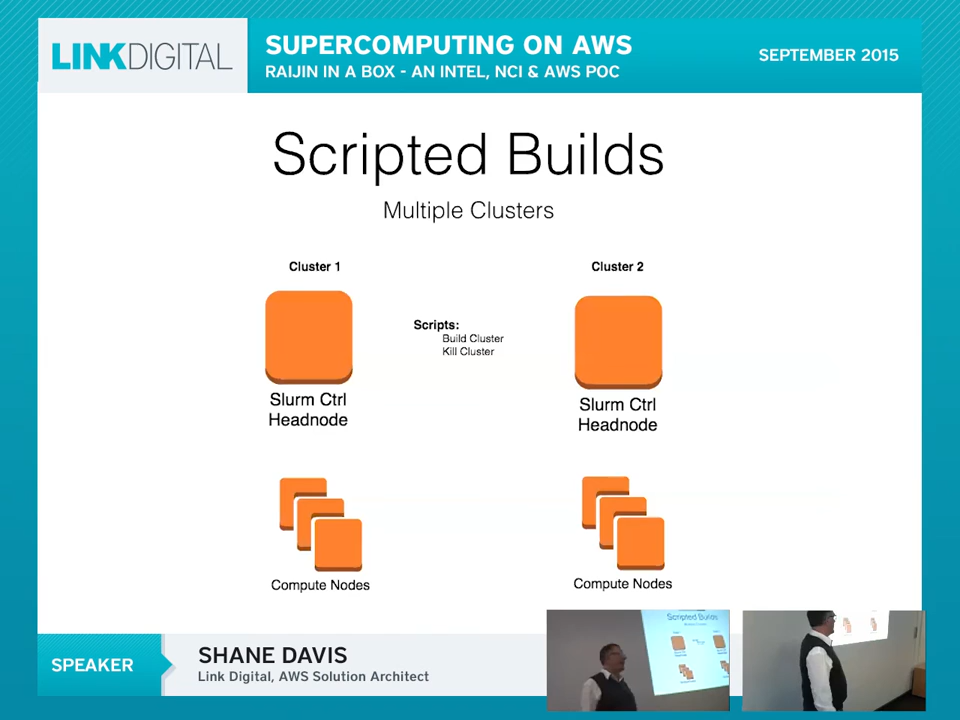 LINKDIGITAL
SUPERCOMPUTING ON AWS
RAIJIN IN A BOX - AN INTEL, NCI & AWS POC
SEPTEMBER 2015
Scripted Builds
Multiple Clusters
Cluster 1
Cluster 2
Scripts:
Build Cluster
Kill Cluster
Slurm Ctrl
Headnode
Slurm Ctrl
Headnode
Compute Nodes
Compute Nodes
SPEAKER
SHANE DAVIS
Link Digital, AWS Solution Architect
Scripted Builds